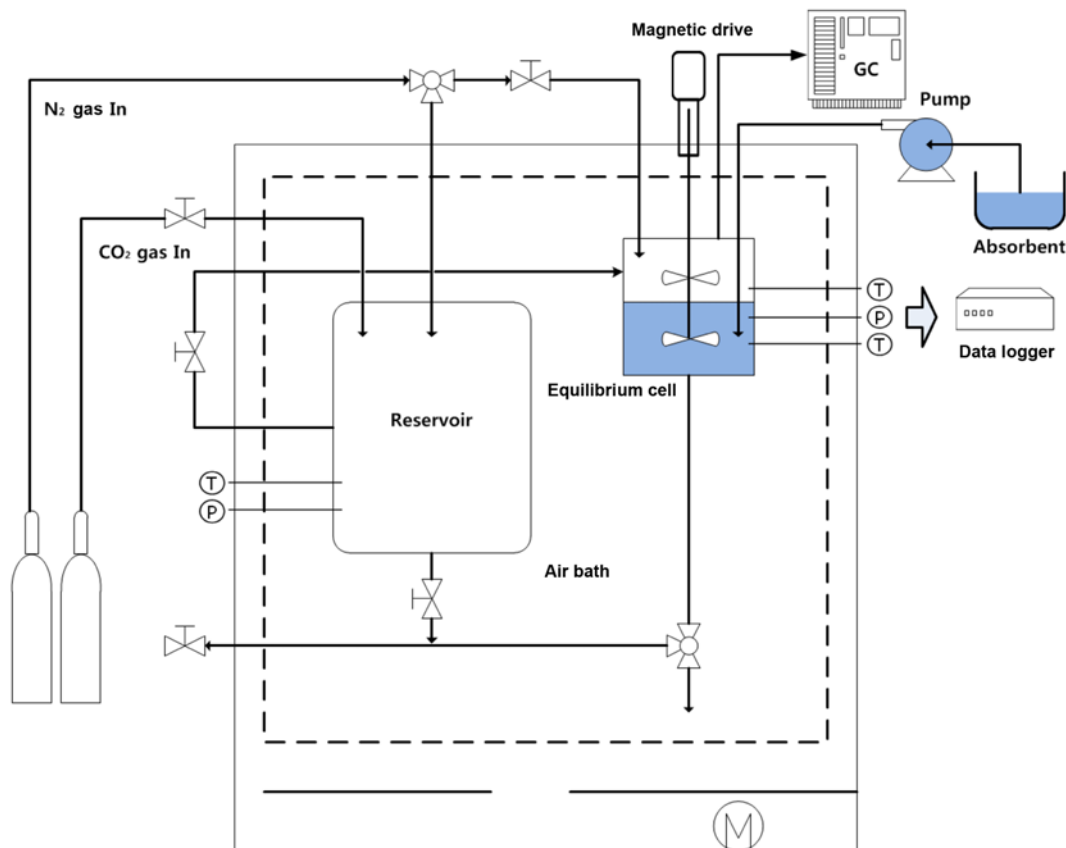 Magnetic drive
GC
N₂ gas In
Pump
CO₂ gas In
Absorbent
T
P
T
Data logger
Equilibrium cell
Reservoir
T
P
Air bath
M